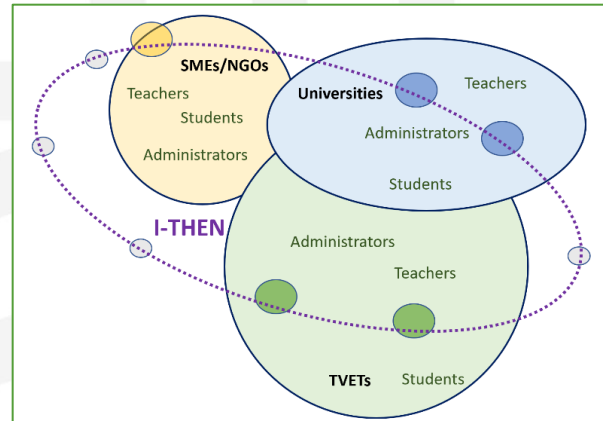 SMEs/NGOs
Teachers
Students
Administrators
Universities
Teachers
Administrators
Students
I-THEN
Administrators
Teachers
TVETs
Students